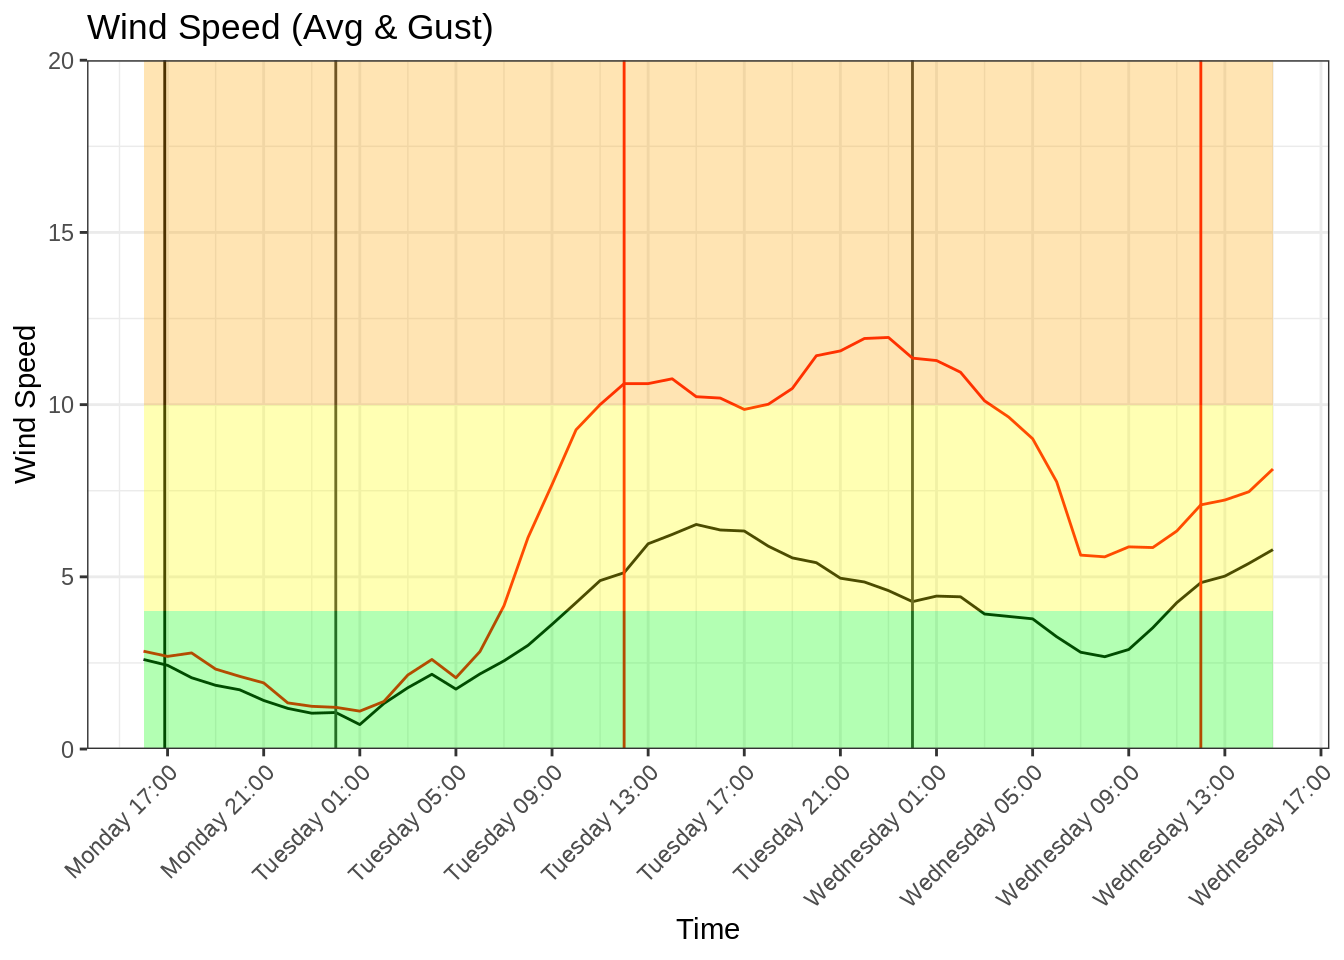 Wind Speed (Avg & Gust)
20
15
10
5
0
Wind Speed
Monday 17:00
Monday 21:00
Tuesday 01:00
Tuesday 05:00
Tuesday 09:00
Tuesday 13:00
Tuesday 17:00
Tuesday 21:00
Wednesday 01:00
Wednesday 05:00
Wednesday 09:00
Wednesday 13:00
Wednesday 17:00
Time